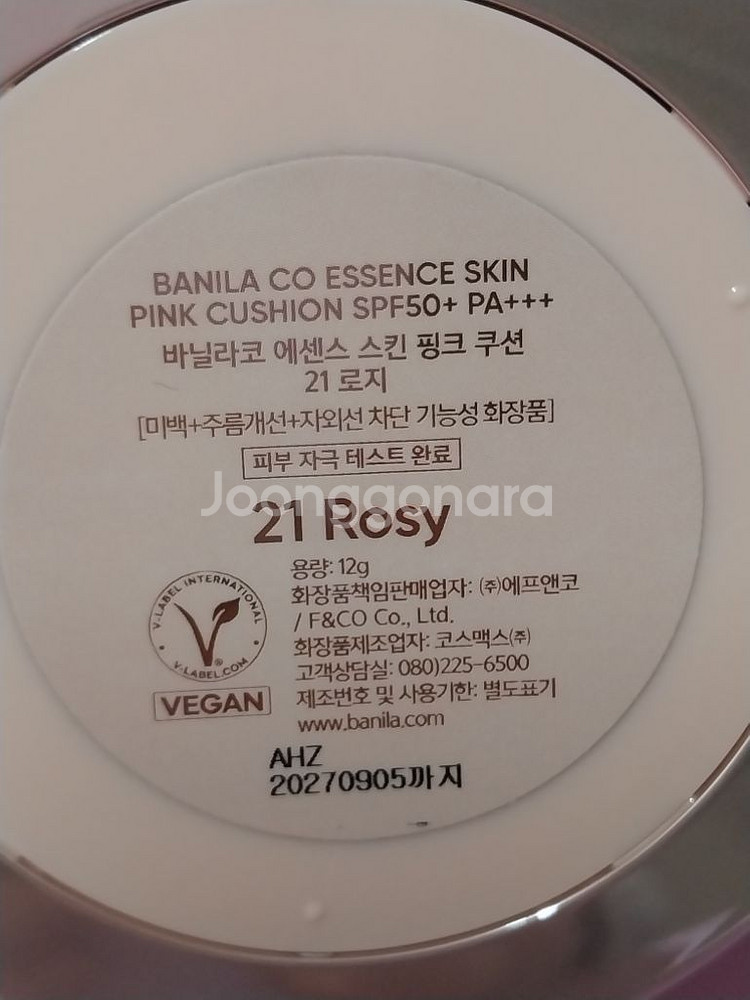 BANILA CO ESSENCE SKIN
PINK CUSHION SPF50+ PA+++
바닐라코 에센스 스킨 핑크 쿠션
21 로지
[미백+주름개선+자외선 차단 기능성 화장품]
피부 자극 테스트 완료
Joonggonara
21 Rosy
용량: 12g
화장품책임판매업자: ㈜에프앤코
/ F&CO Co., Ltd.
화장품제조업자: 코스맥스㈜
고객상담실: 080)225-6500
제조번호 및 사용기한: 별도표기
www.banila.com
V-LABEL INTERNATIONAL
• V-LABEL.COM •
®
VEGAN
AHZ
20270905까지